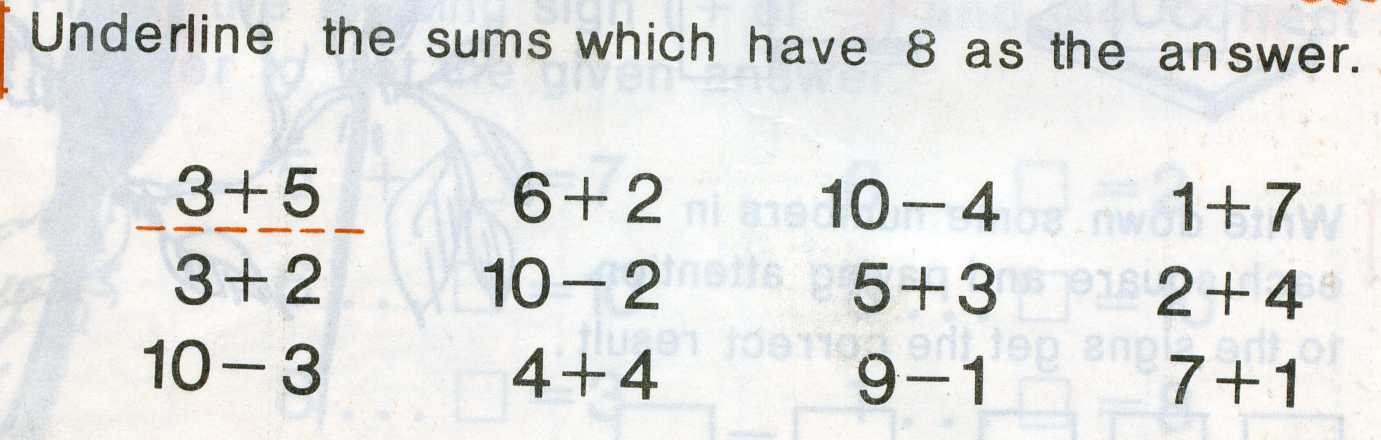 Underline the sums which have 8 as the answer.
3+5 6+2 10-4 1+7
3+2 10-2 5+3 2+4
10-3 4+4 9-1 7+1